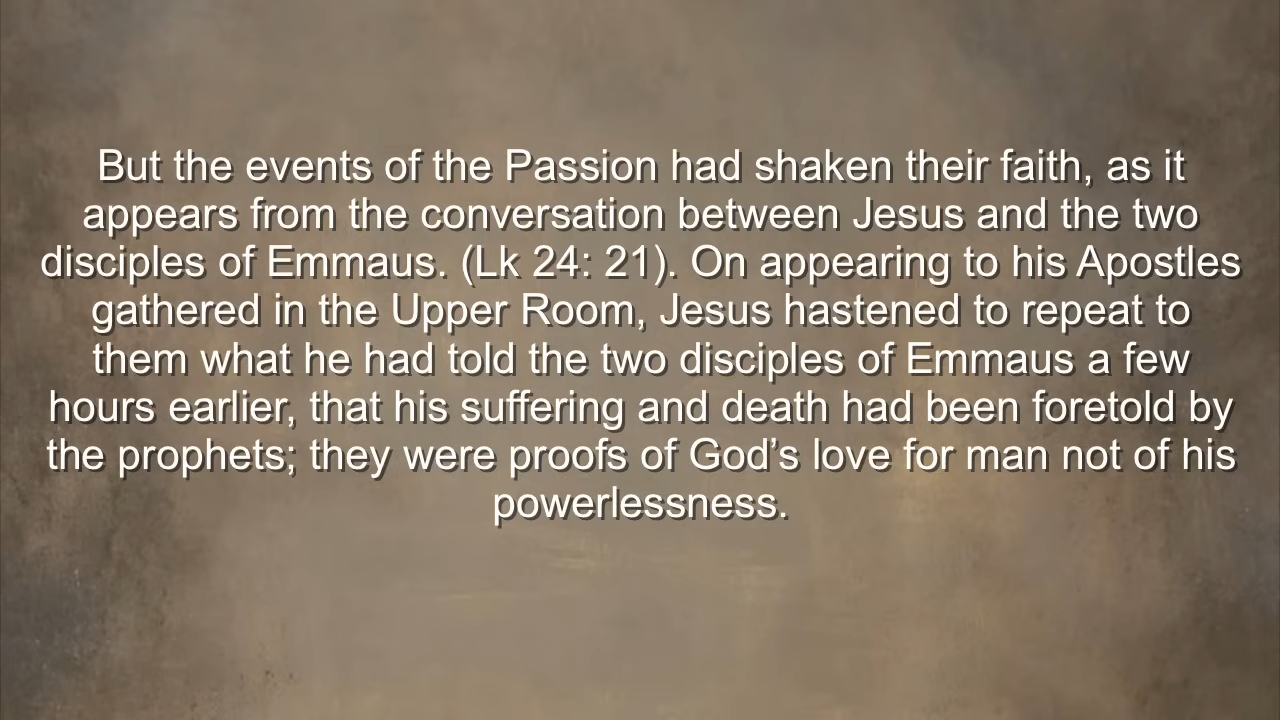 But the events of the Passion had shaken their faith, as it
appears from the conversation between Jesus and the two
disciples of Emmaus. (Lk 24: 21). On appearing to his Apostles
gathered in the Upper Room, Jesus hastened to repeat to
them what he had told the two disciples of Emmaus a few
hours earlier, that his suffering and death had been foretold by
the prophets; they were proofs of God’s love for man not of his
powerlessness.